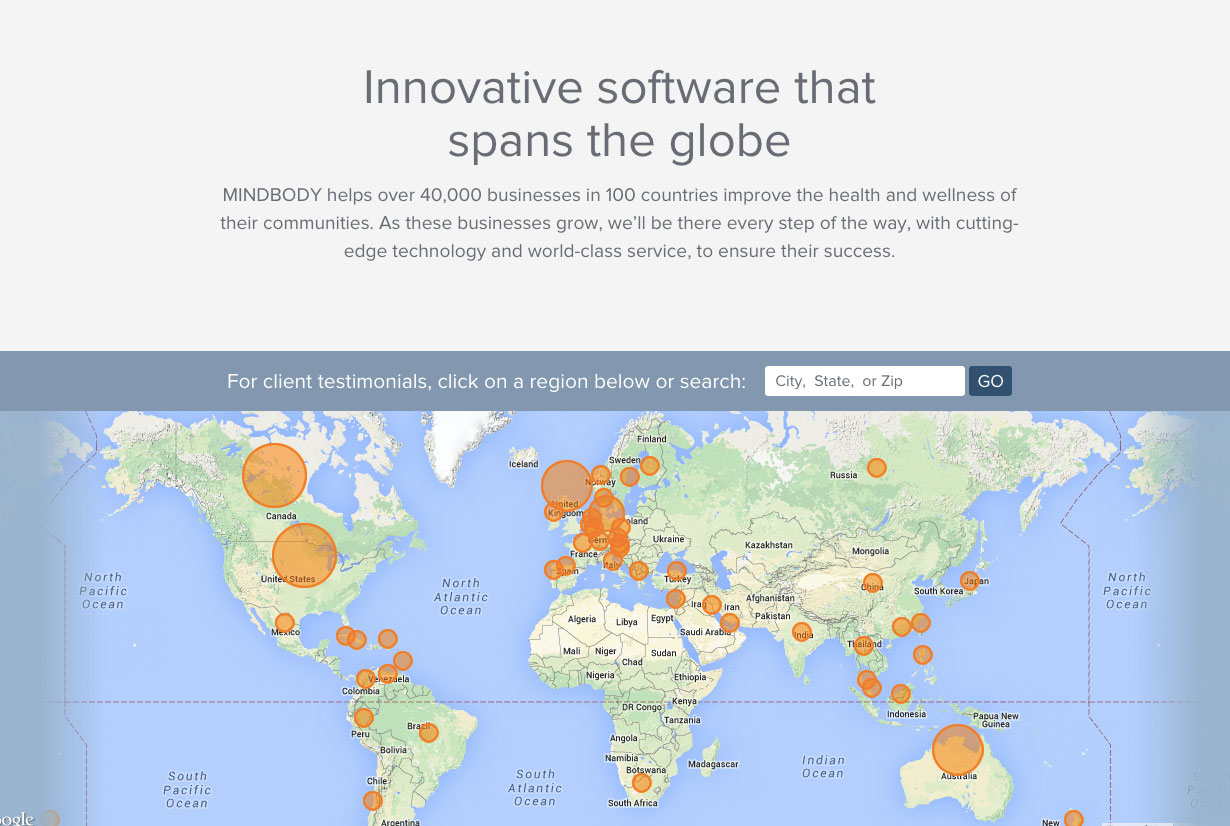 Innovative software that
spans the globe
MINDBODY helps over 40,000 businesses in 100 countries improve the health and wellness of
their communities. As these businesses grow, we'll be there every step of the way, with cutting-
edge technology and world-class service, to ensure their success.
For client testimonials, click on a region below or search:
City, State, or Zip
GO
Finland
Iceland
Sweden
Norway
Russia
Canada
United
Kingdom
Ukraine
France
Kazakhstan
Mongolia
Spain
Italy
Turkey
China
Japan
South Korea
United States
North
Pacific
Ocean
North
Atlantic
Ocean
North
Pacific
Ocean
Afghanistan
Iraq
Iran
Pakistan
Algeria
Libya
Egypt
Saudi Arabia
India
Mexico
Thailand
Mali
Niger
Chad
Sudan
Nigeria
Ethiopia
Venezuela
Colombia
DR Congo
Kenya
Tanzania
Indonesia
Papua New
Guinea
Peru
Brazil
Bolivia
Angola
Namibia
Botswana
Madagascar
Indian
Ocean
Australia
South
Pacific
Ocean
South
Atlantic
Ocean
Chile
South Africa
Argentina
New